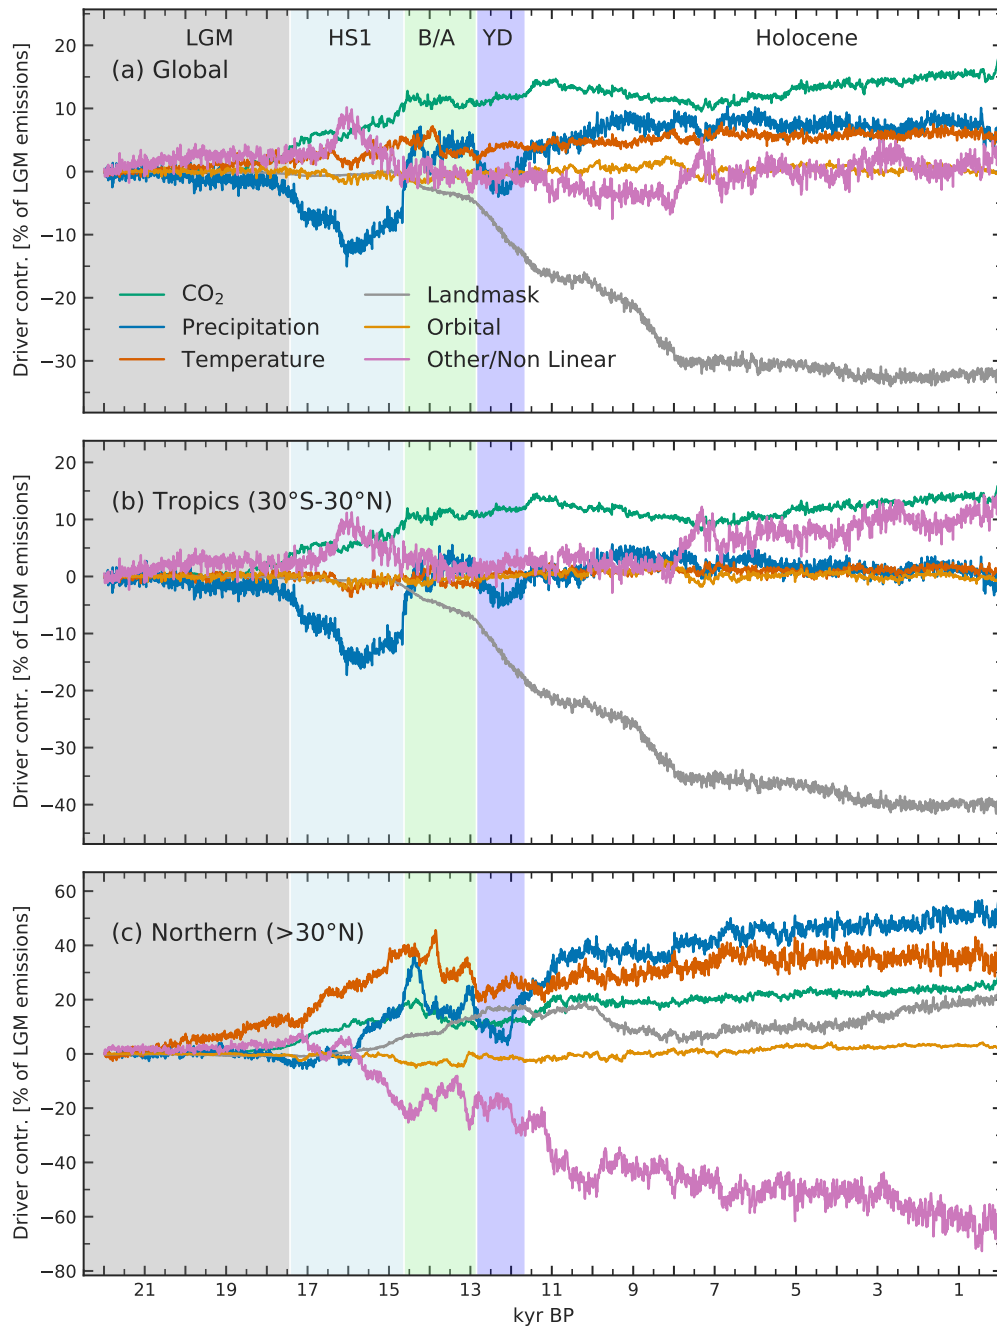 LGM HS1 B/A YD Holocene
(a) Global
20
10
0
−10
−20
−30
Driver contr. [% of LGM emissions]
CO₂ Landmask
Precipitation Orbital
Temperature Other/Non Linear
(b) Tropics (30°S-30°N)
20
10
0
−10
−20
−30
−40
Driver contr. [% of LGM emissions]
(c) Northern (>30°N)
60
40
20
0
−20
−40
−60
−80
Driver contr. [% of LGM emissions]
21 19 17 15 13 11 9 7 5 3 1
kyr BP